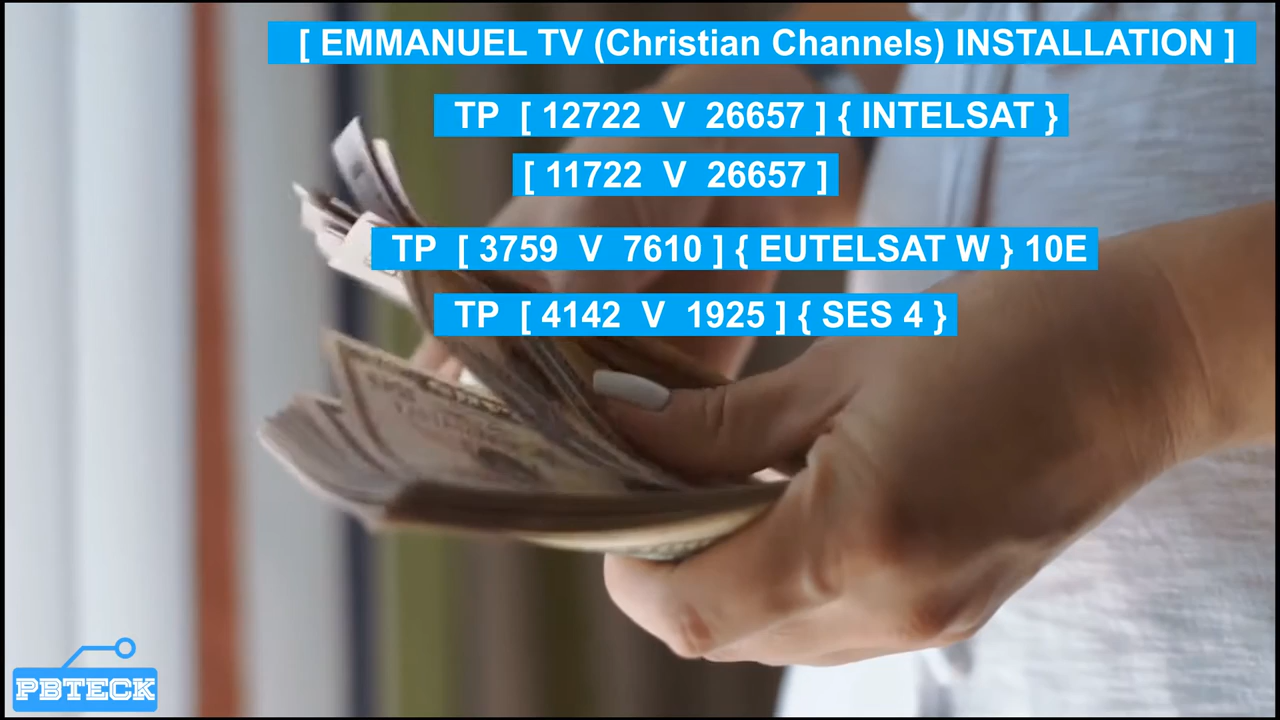 [ EMMANUEL TV (Christian Channels) INSTALLATION ]
TP [ 12722 V 26657 ] { INTELSAT }
[ 11722 V 26657 ]
TP [ 3759 V 7610 ] { EUTELSAT W } 10E
TP [ 4142 V 1925 ] { SES 4 }
PBTECK